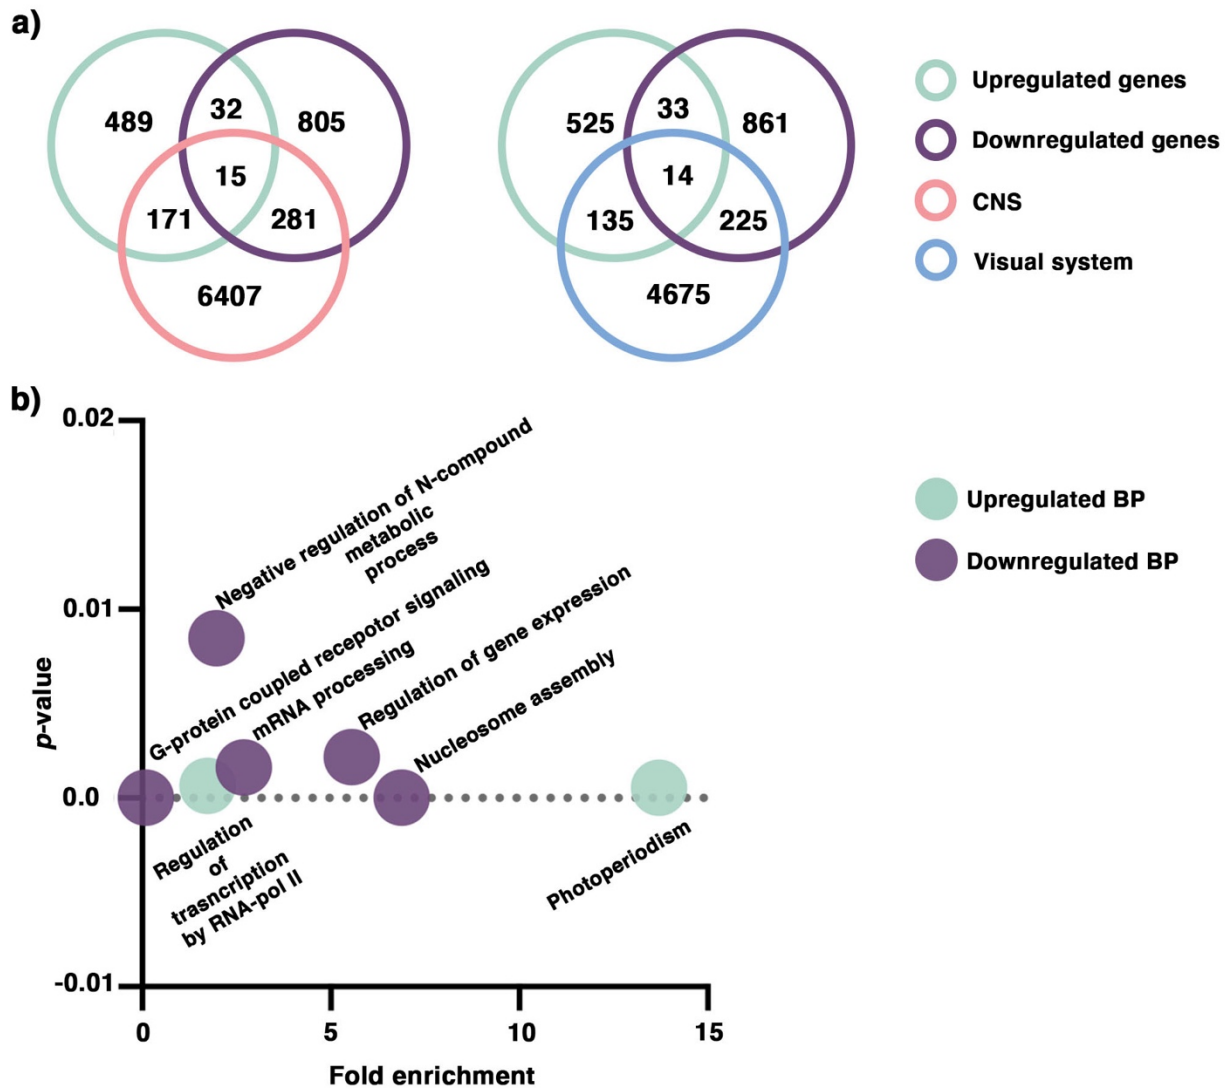 a)
489
32
805
15
171
281
6407
525
33
861
14
135
225
4675
Upregulated genes
Downregulated genes
CNS
Visual system
b)
0.02
0.01
0.0
-0.01
p-value
Negative regulation of N-compound
metabolic
process
G-protein coupled recepotor signaling
mRNA processing
Regulation of gene expression
Nucleosome assembly
Regulation
of
trasncription
by RNA-pol II
Photoperiodism
0
5
10
15
Fold enrichment
Upregulated BP
Downregulated BP